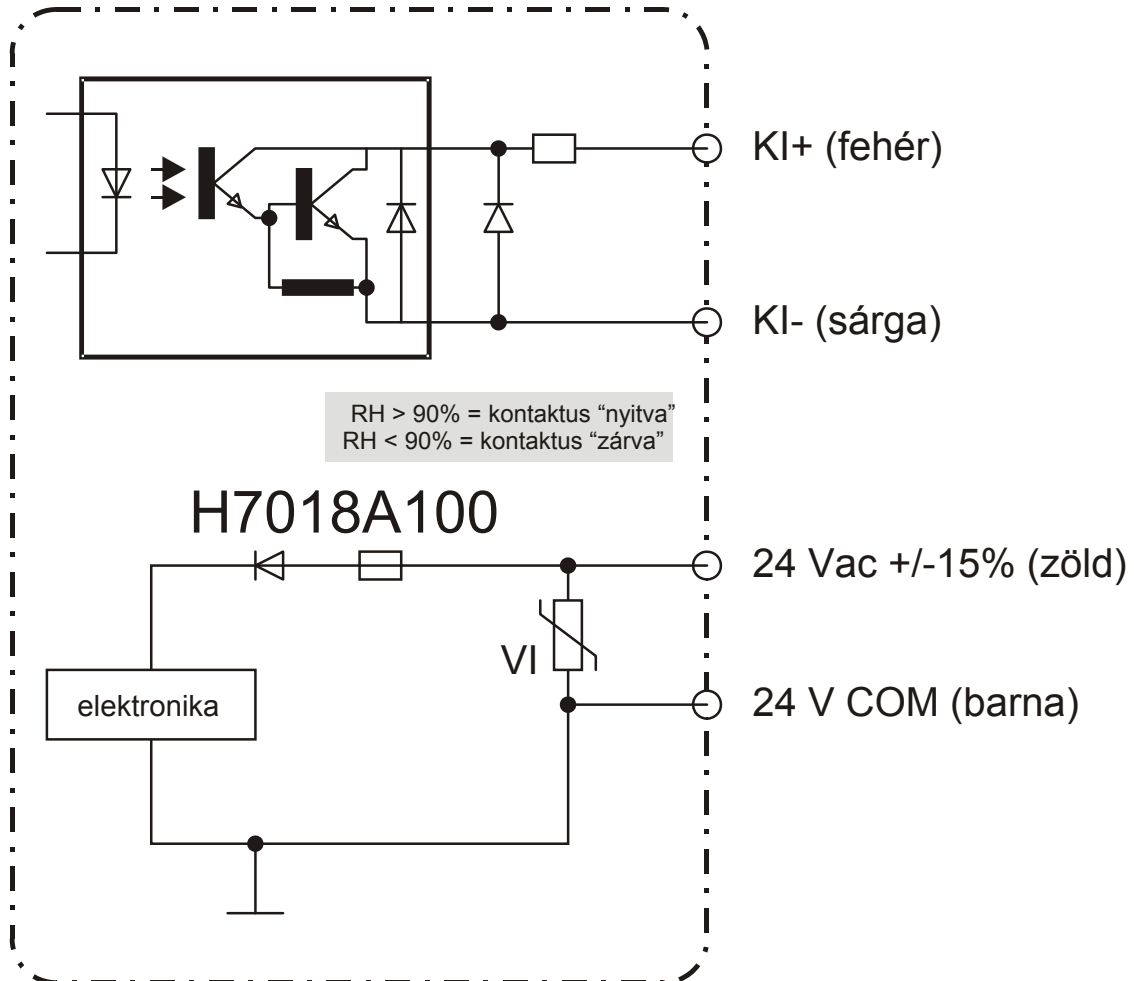 KI+ (fehér)
KI- (sárga)
RH > 90% = kontaktus “nyitva”
RH < 90% = kontaktus “zárva”
H7018A100
24 Vac +/-15% (zöld)
VI
24 V COM (barna)
elektronika